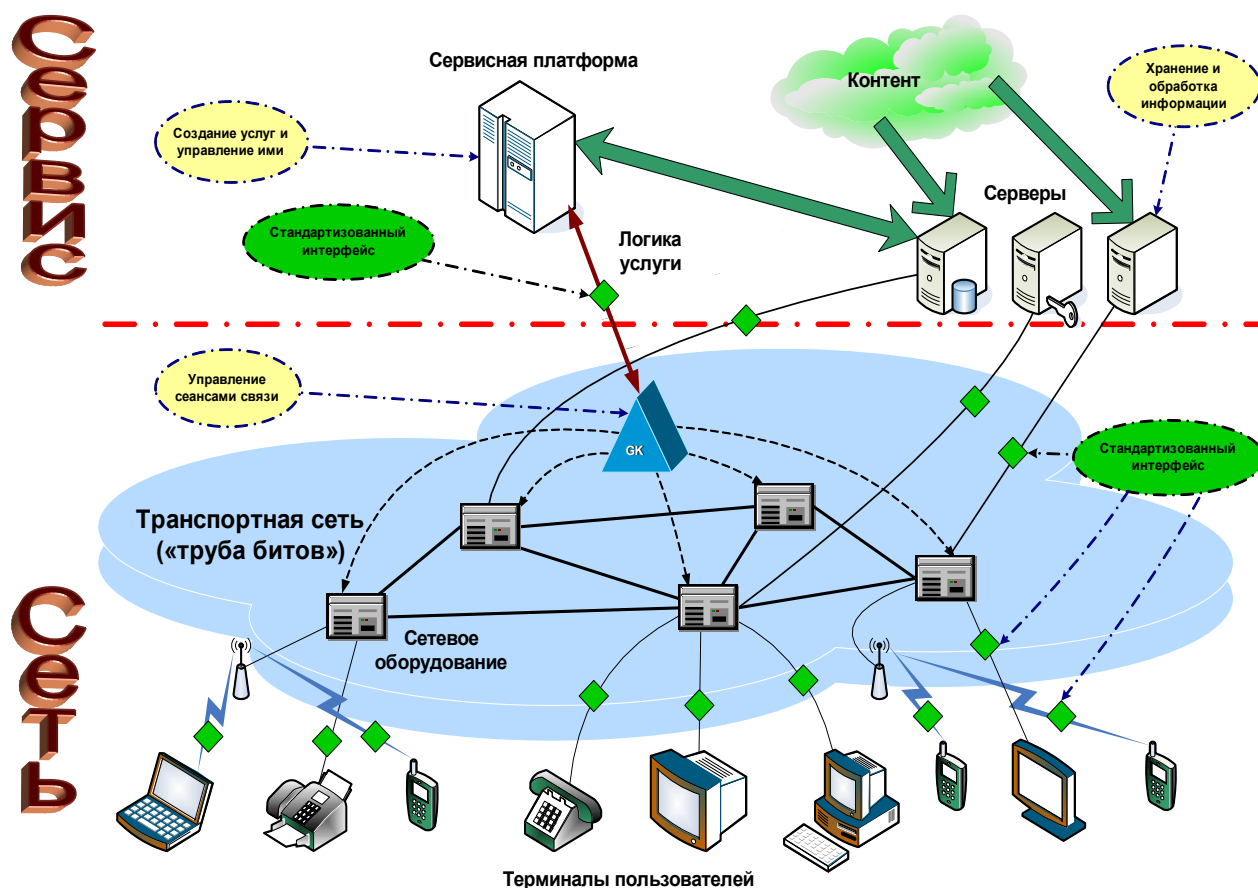 Сервис
Сервисная платформа
Контент
Хранение и
обработка
информации
Создание услуг и
управление ими
Серверы
Стандартизованный
интерфейс
Логика
услуги
Управление
сеансами связи
GK
Стандартизованный
интерфейс
Транспортная сеть
(«труба битов»)
Сетевое
оборудование
Сеть
Терминалы пользователей